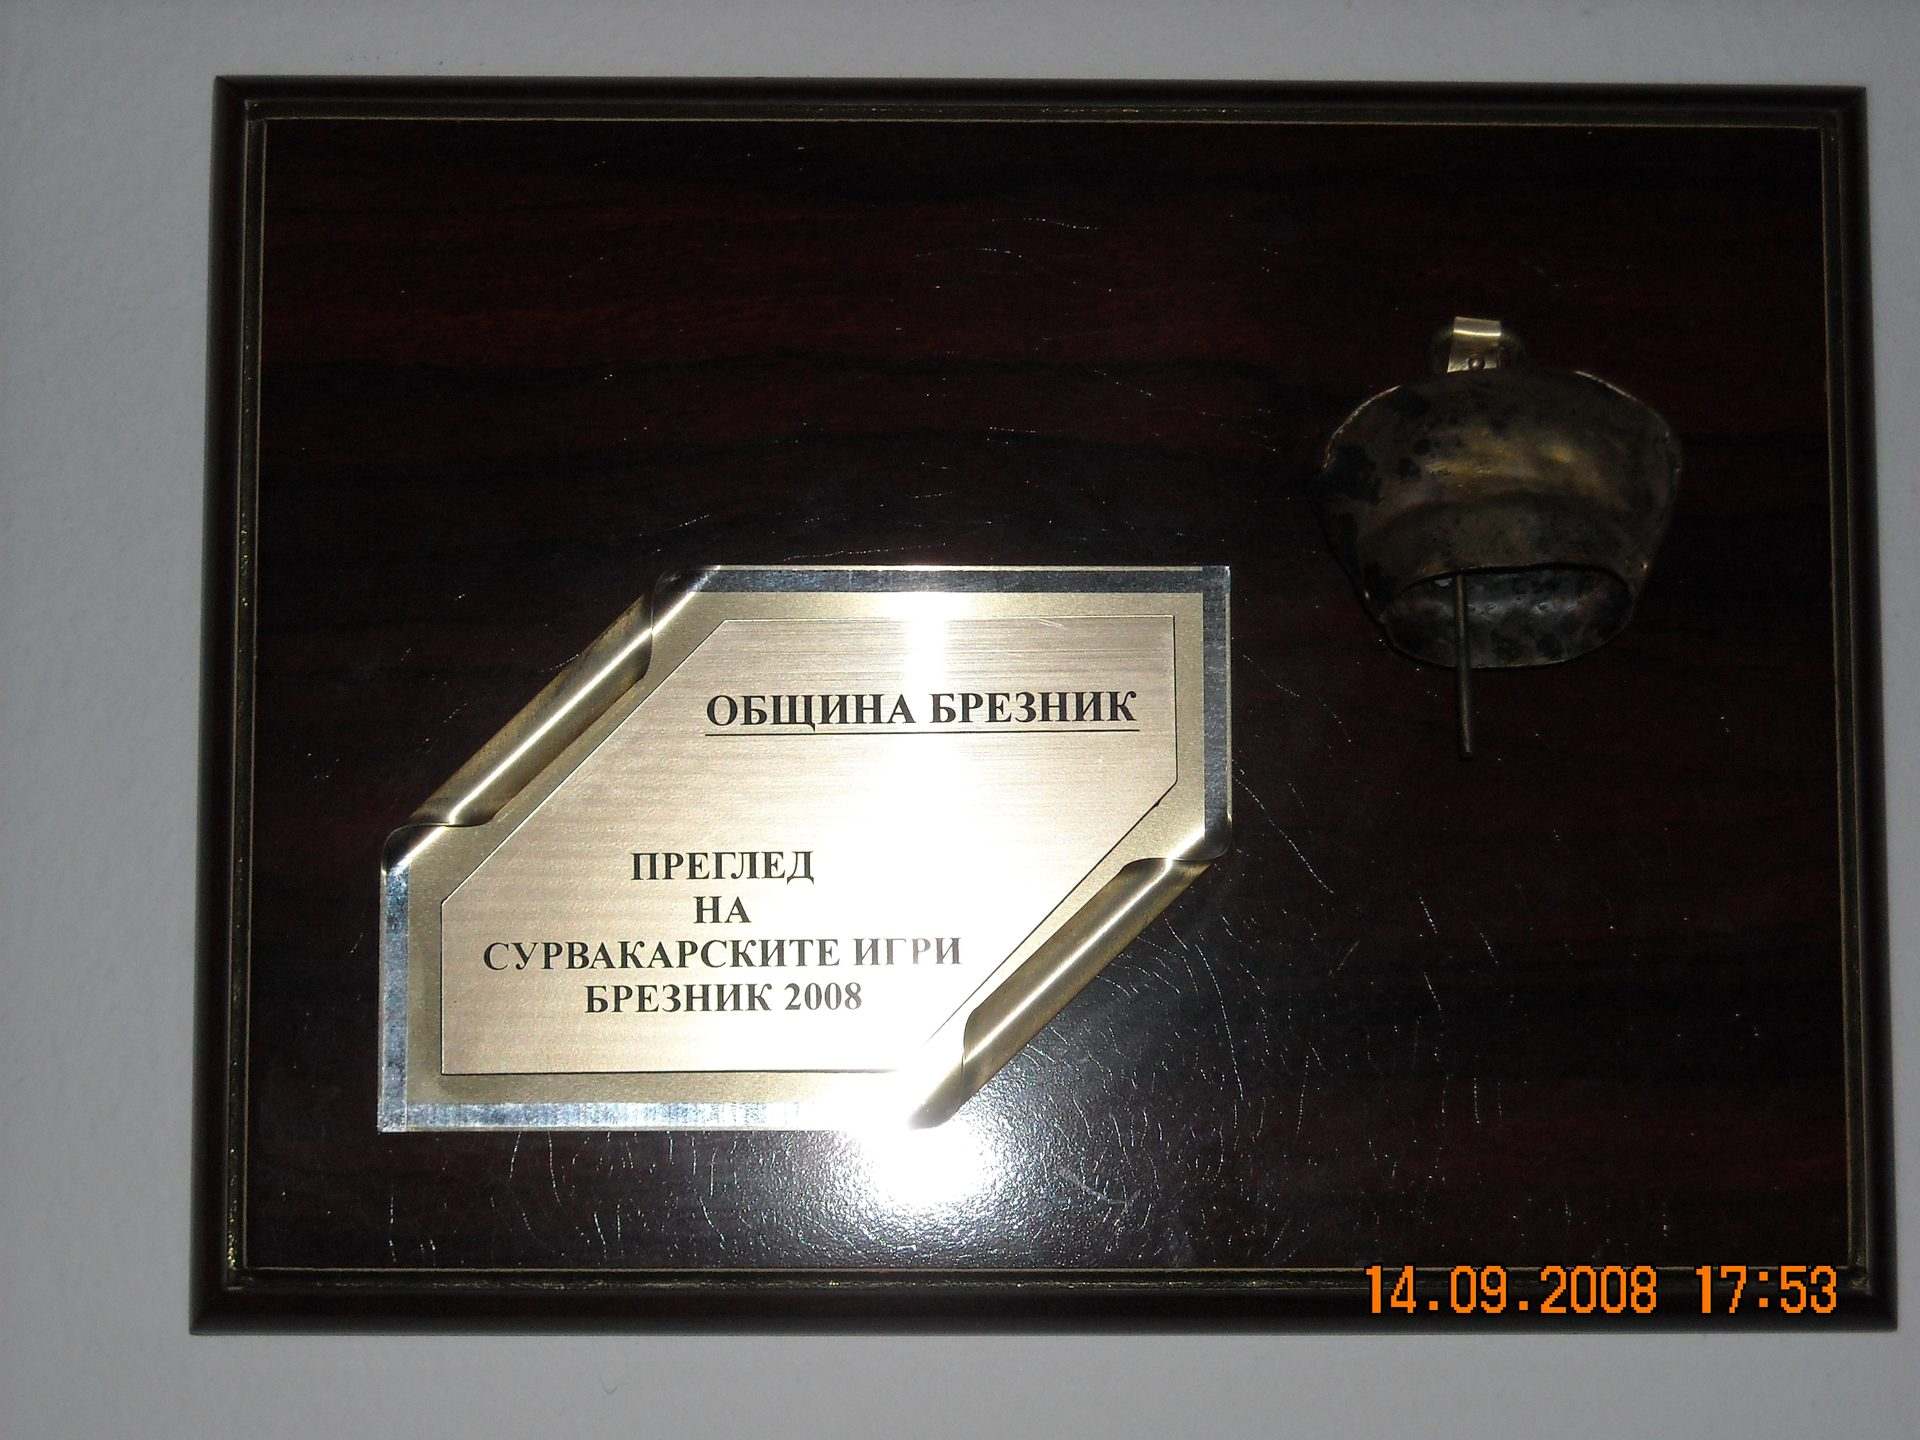 ОБЩИНА БРЕЗНИК
ПРЕГЛЕД
НА
СУРВАКАРСКИТЕ ИГРИ
БРЕЗНИК 2008
14.09.2008 17:53